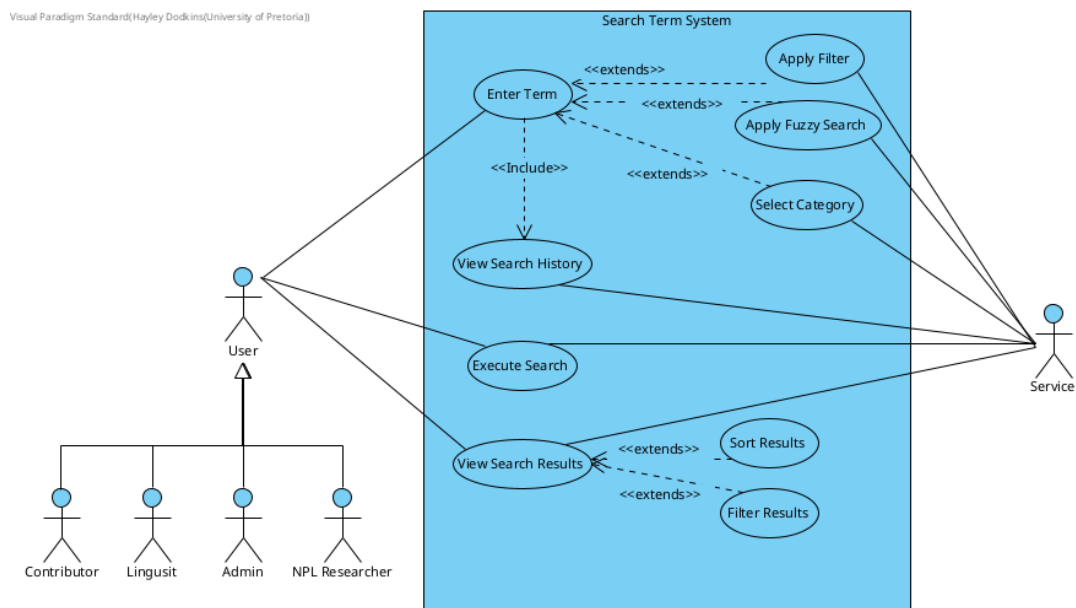 Visual Paradigm Standard(Hayley Dodkins(University of Pretoria))
Search Term System
Apply Filter
<<extends>>
Enter Term
<<extends>>
Apply Fuzzy Search
<<Include>>
<<extends>>
Select Category
View Search History
User
Execute Search
Service
Sort Results
<<extends>>
View Search Results
<<extends>>
Filter Results
Contributor
Lingusit
Admin
NPL Researcher